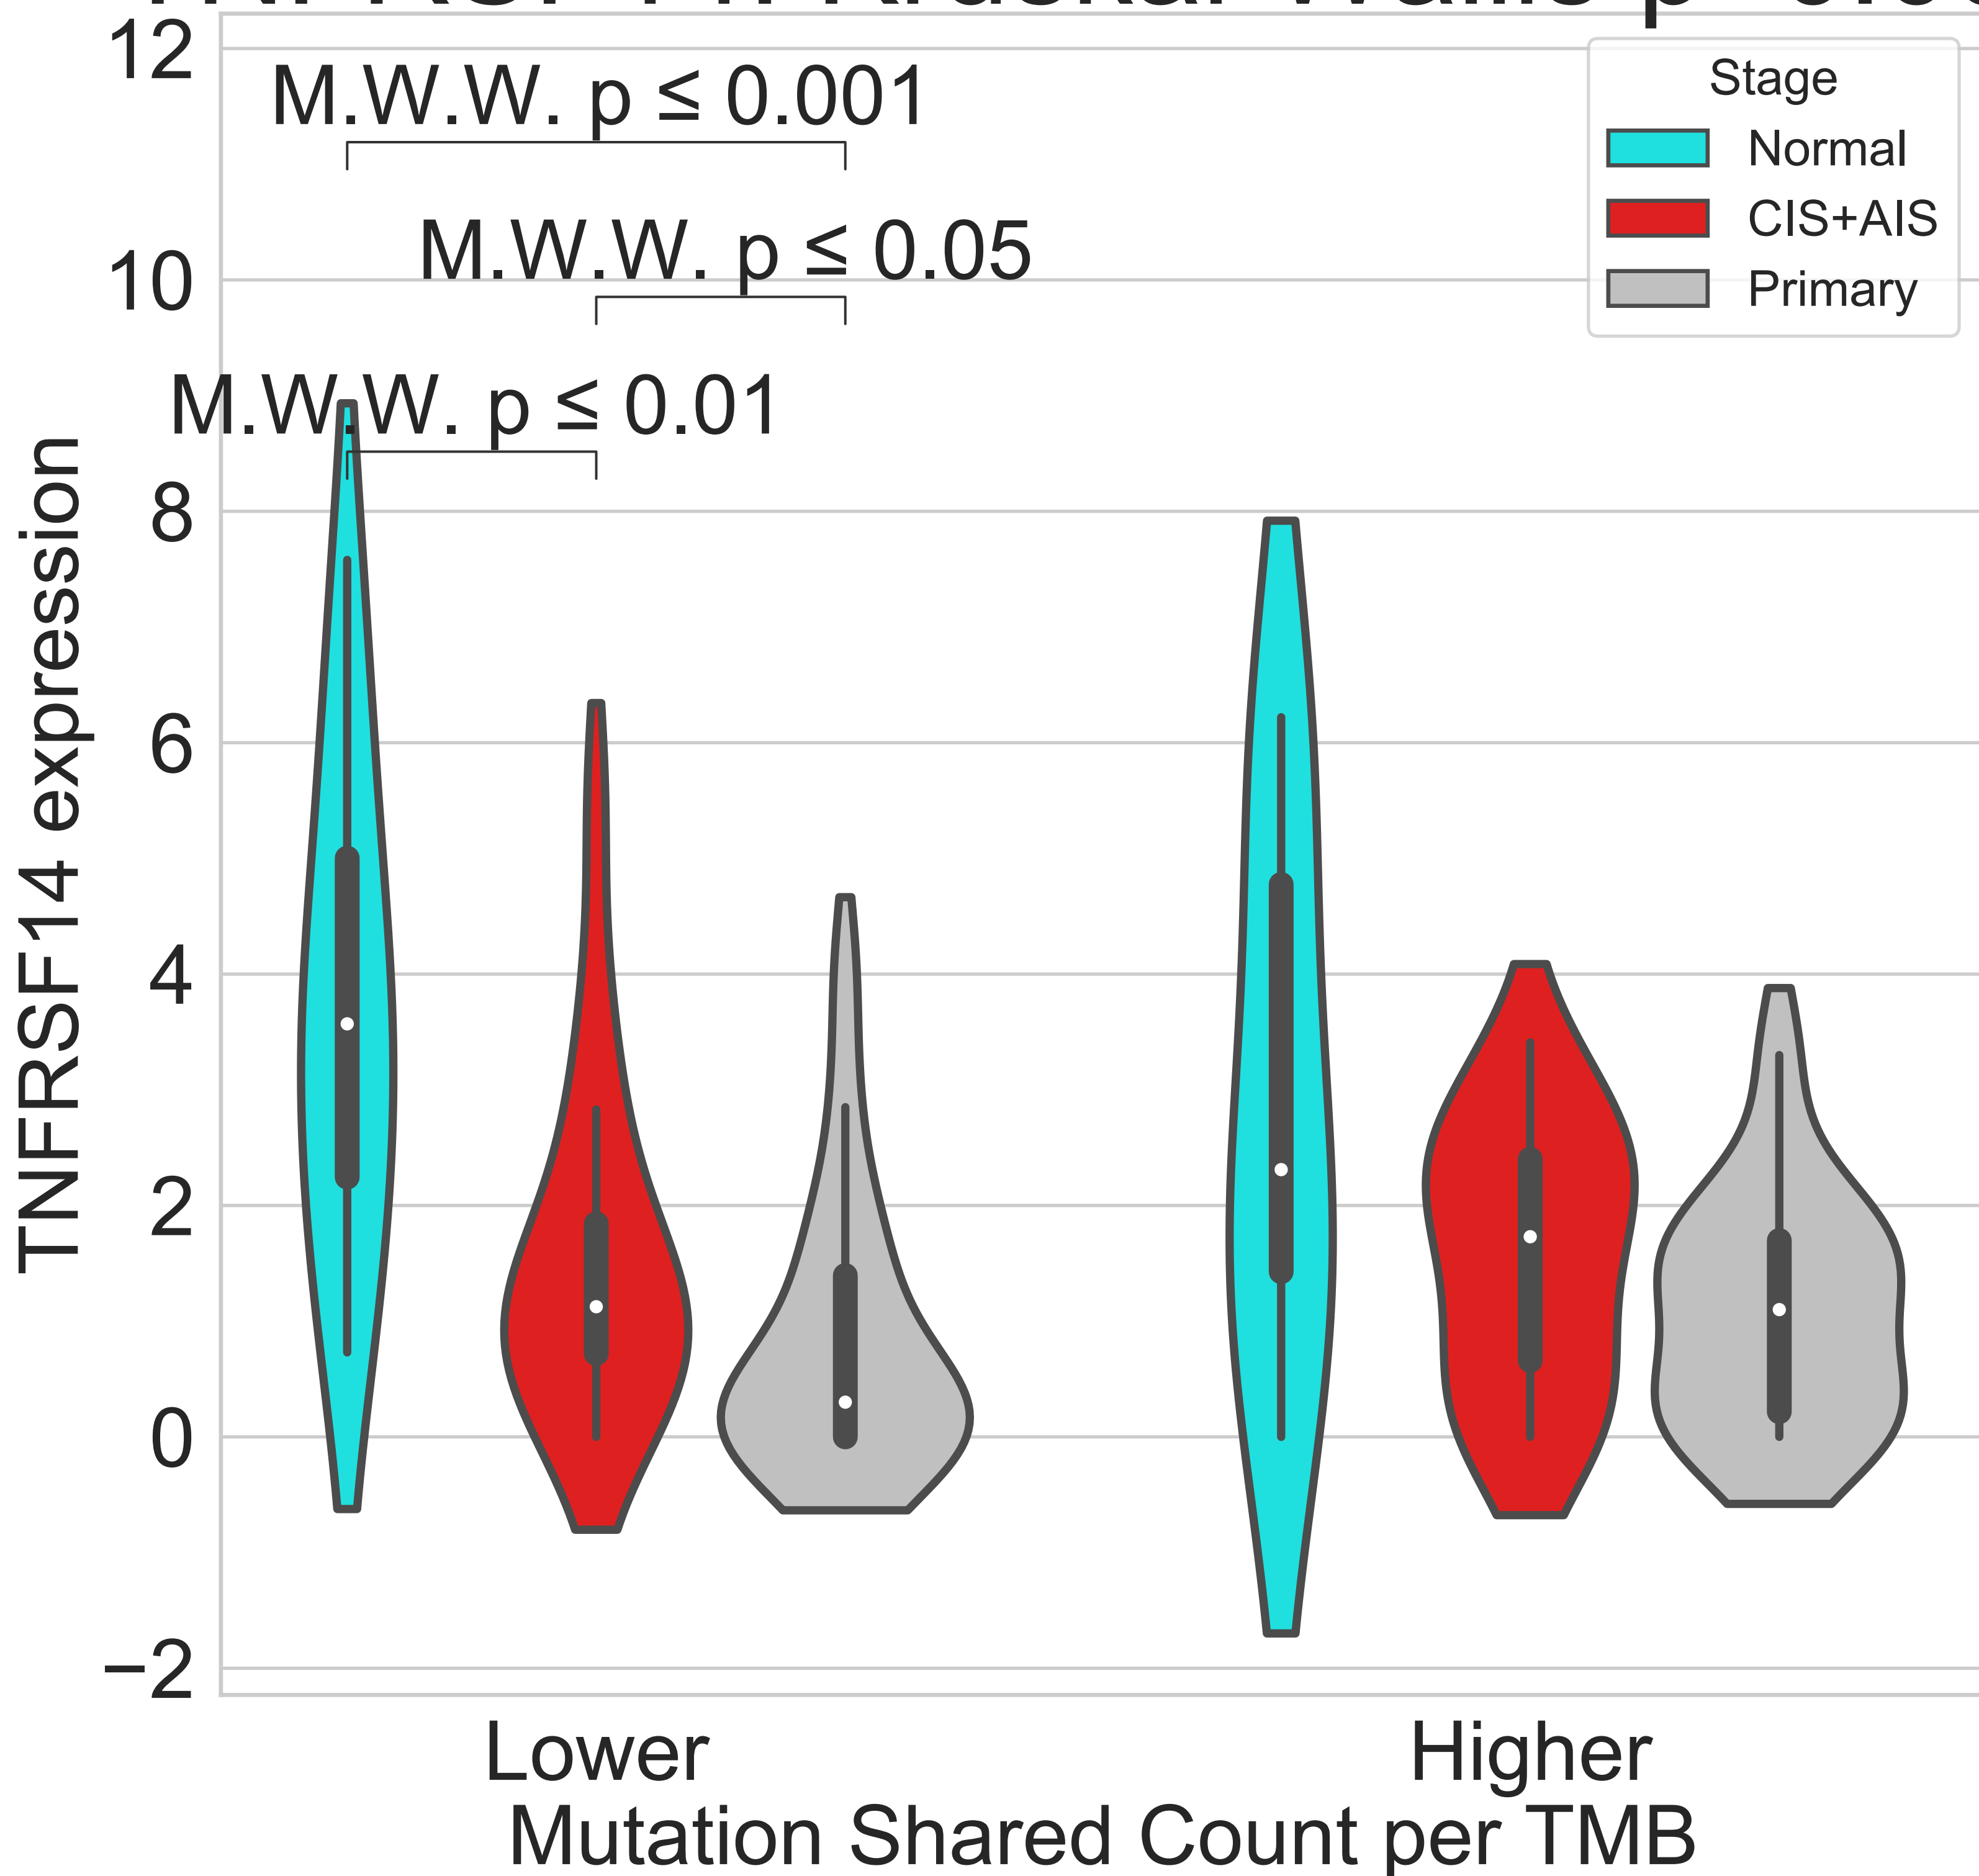 12
M.W.W. p ≤ 0.001
Stage
Normal
CIS+AIS
Primary
M.W.W. p ≤ 0.05
10
M.W.W. p ≤ 0.01
8
6
4
2
0
−2
TNFRSF14 expression
Lower
Higher
Mutation Shared Count per TMB